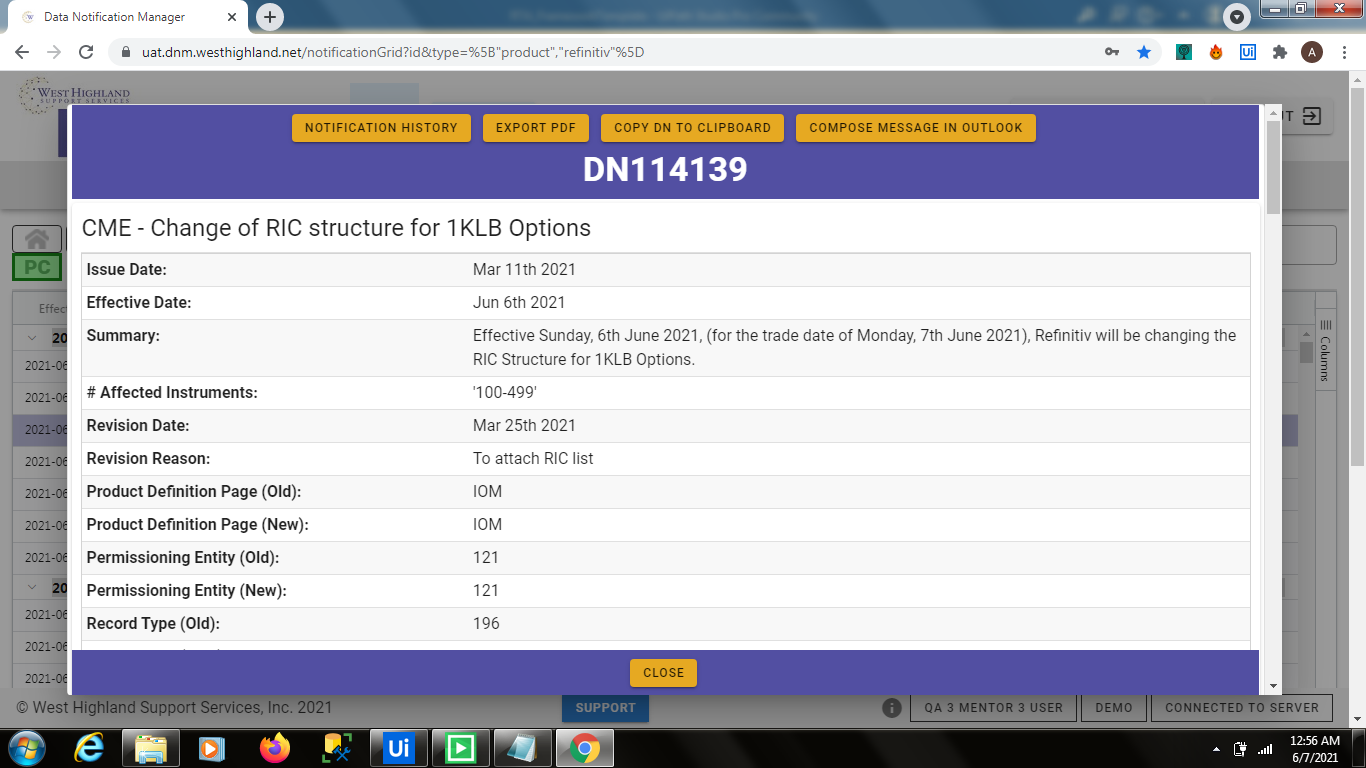 Data Notification Manager
uat.dnm.westhighland.net/notificationGrid?id&type=%5B"product","refinitiv"%5D
A
WEST HIGHLAND
SUPPORT SERVICES
NOTIFICATION HISTORY EXPORT PDF COPY DN TO CLIPBOARD COMPOSE MESSAGE IN OUTLOOK
DN114139
CME - Change of RIC structure for 1KLB Options
Issue Date: Mar 11th 2021
Effective Date: Jun 6th 2021
Summary: Effective Sunday, 6th June 2021, (for the trade date of Monday, 7th June 2021), Refinitiv will be changing the
RIC Structure for 1KLB Options.
# Affected Instruments: '100-499'
Revision Date: Mar 25th 2021
Revision Reason: To attach RIC list
Product Definition Page (Old): IOM
Product Definition Page (New): IOM
Permissioning Entity (Old): 121
Permissioning Entity (New): 121
Record Type (Old): 196
CLOSE
PC
Effec
20
2021-06
2021-06
2021-06
2021-06
2021-06
2021-06
2021-06
20
2021-06
2021-06
2021-06
Columns
© West Highland Support Services, Inc. 2021
SUPPORT
QA 3 MENTOR 3 USER DEMO CONNECTED TO SERVER
Ui
12:56 AM
6/7/2021